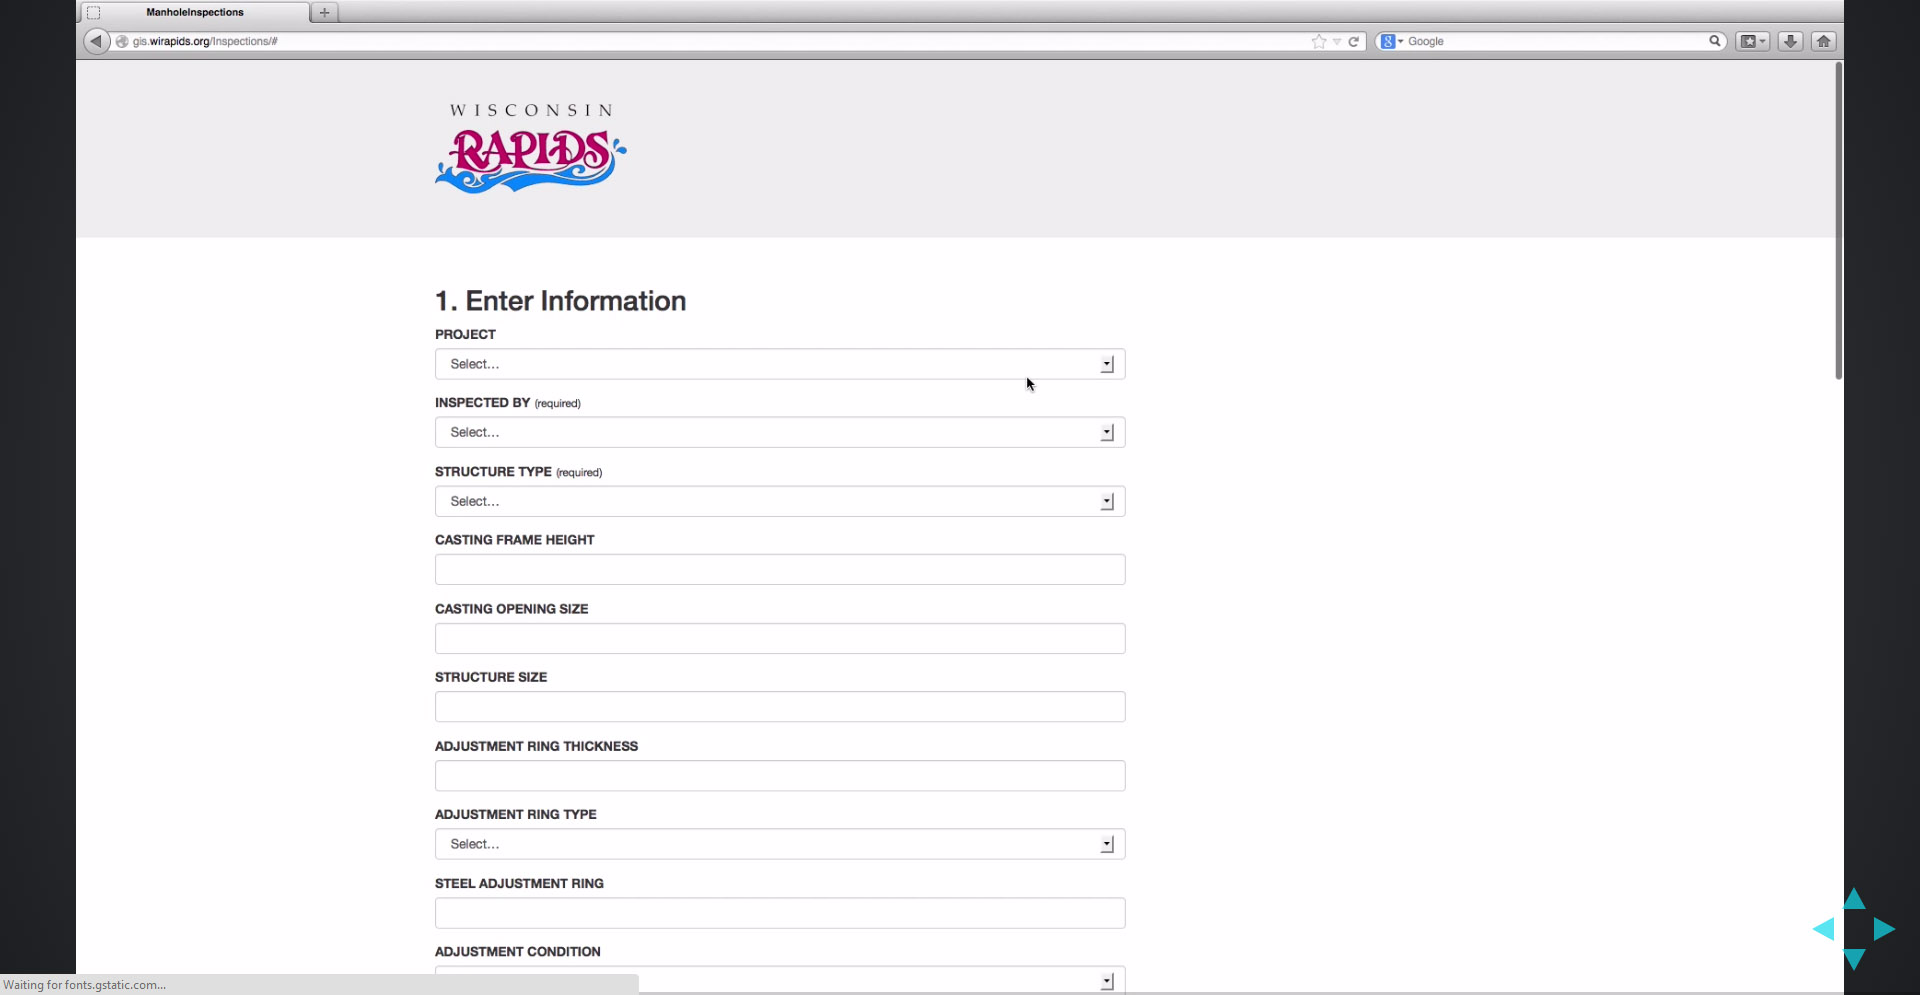 ManholeInspections
gis.wirapids.org/Inspections/#
Google
WISCONSIN
RAPIDS
1. Enter Information
PROJECT
Select...
INSPECTED BY (required)
Select...
STRUCTURE TYPE (required)
Select...
CASTING FRAME HEIGHT
CASTING OPENING SIZE
STRUCTURE SIZE
ADJUSTMENT RING THICKNESS
ADJUSTMENT RING TYPE
Select...
STEEL ADJUSTMENT RING
ADJUSTMENT CONDITION
Waiting for fonts.gstatic.com...